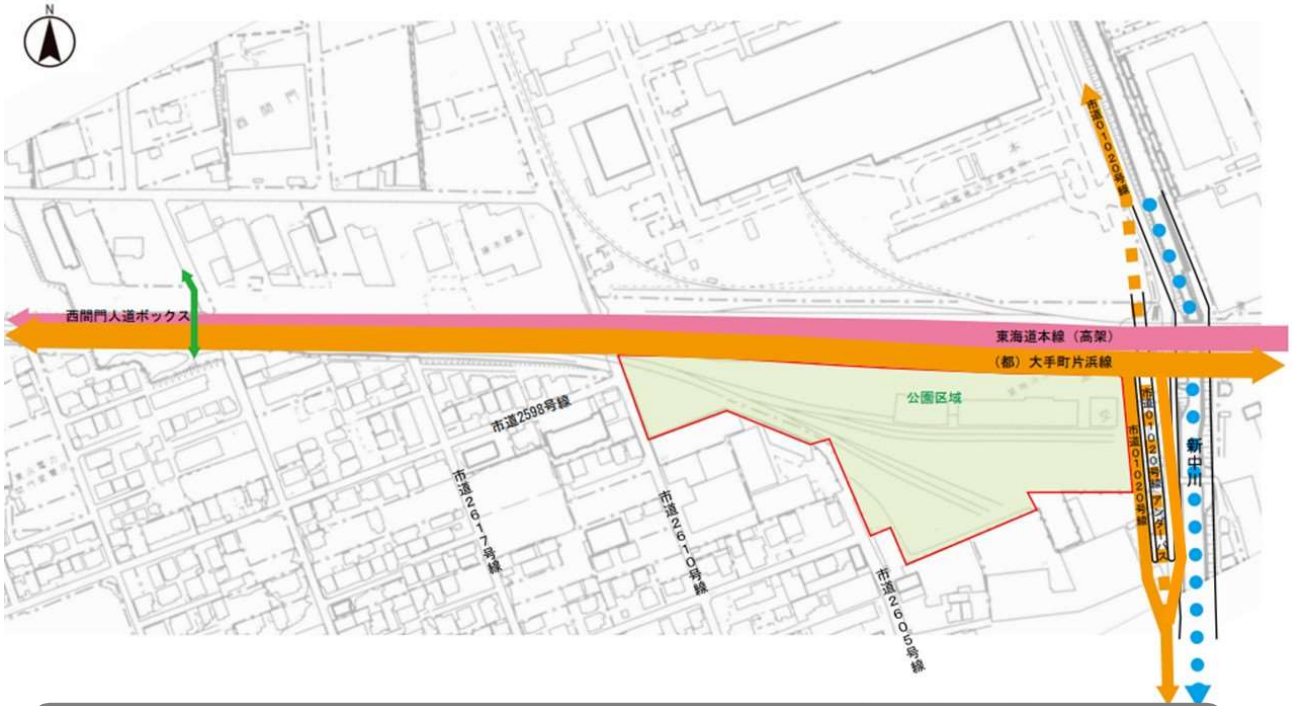 N
西間門
市道01020号線
西間門人道ボックス
東海道本線（高架）
（都）大手町片浜線
公園区域
市道2598号線
市道01020号線アンダーパス
市道01020号線
新中川
市道2617号線
市道2610号線
市道2605号線